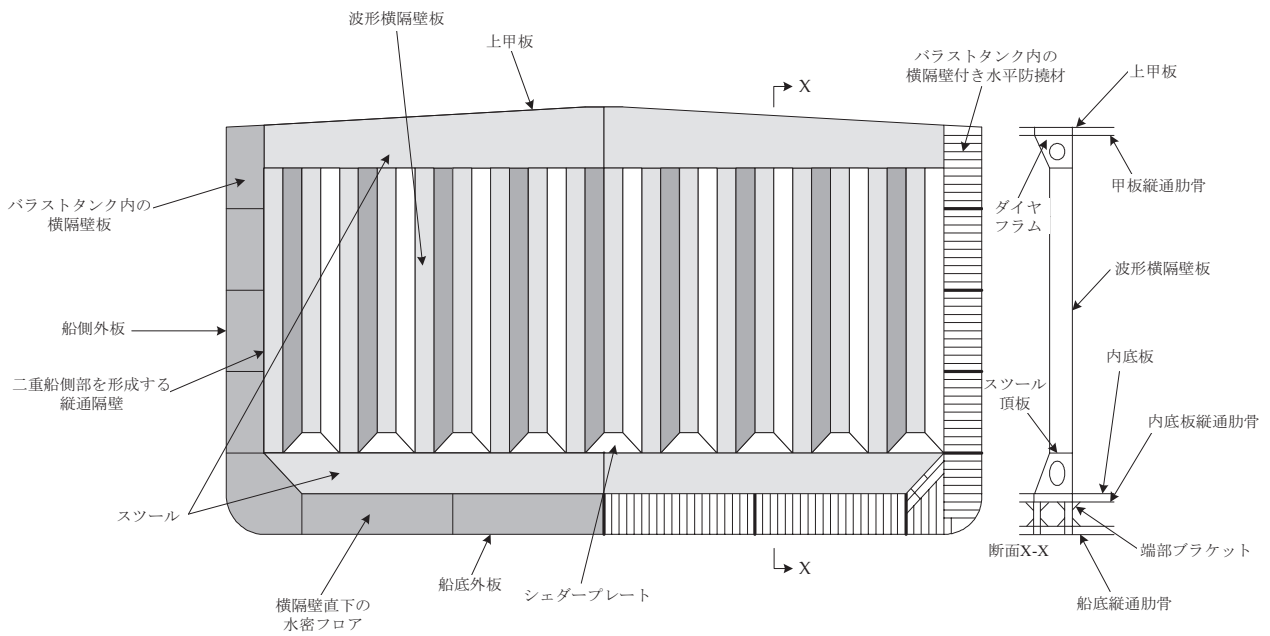 波形横隔壁板
上甲板
X
バラストタンク内の
横隔壁付き水平防撓材
上甲板
甲板縦通肋骨
バラストタンク内の
横隔壁板
ダイヤ
フラム
波形横隔壁板
船側外板
内底板
二重船側部を形成する
縦通隔壁
スツール
頂板
内底板縦通肋骨
スツール
断面X-X
端部ブラケット
X
船底外板
シェダープレート
横隔壁直下の
水密フロア
船底縦通肋骨